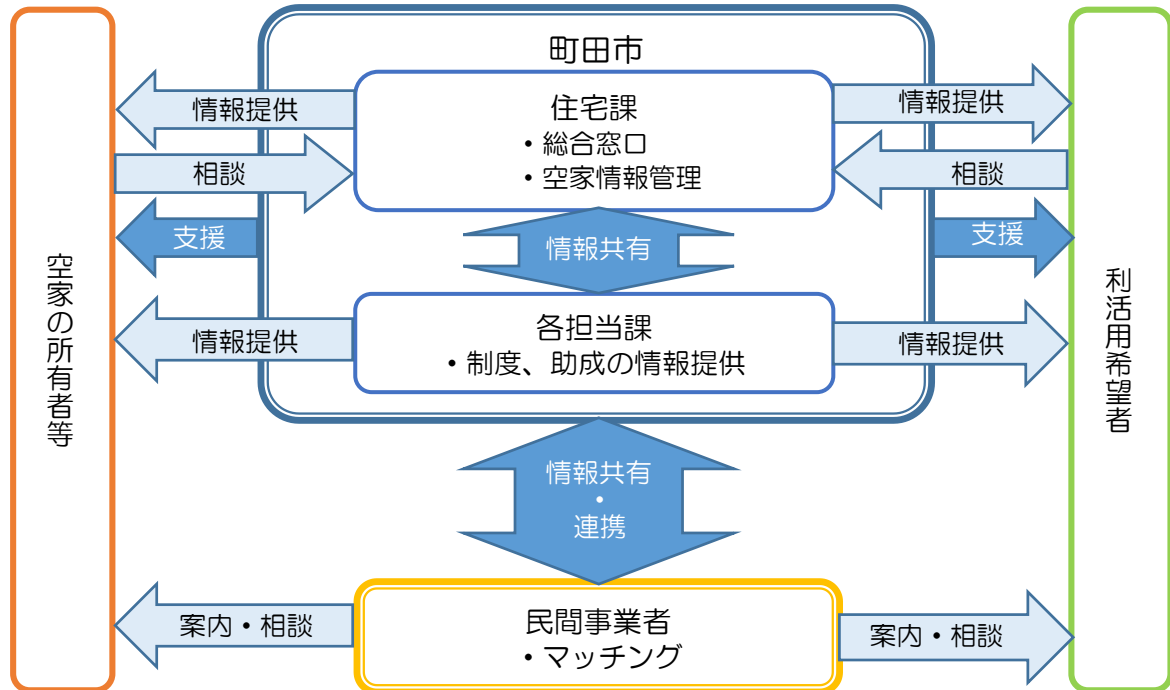 町田市
住宅課
・総合窓口
・空家情報管理
情報提供
情報提供
相談
相談
支援
支援
情報共有
空家の所有者等
利活用希望者
各担当課
・制度、助成の情報提供
情報提供
情報提供
情報共有
・
連携
民間事業者
・マッチング
案内・相談
案内・相談